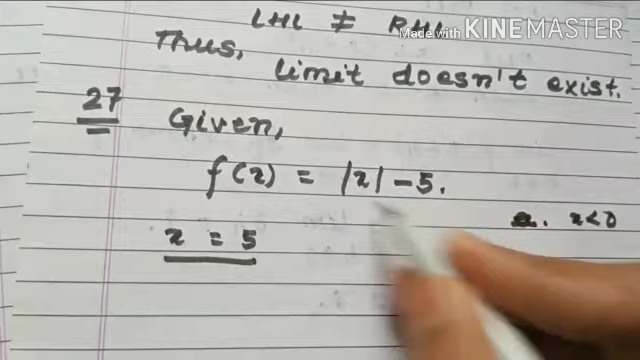 LHL ≠ RHL
Made with KINEMASTER
Thus, limit doesn't exist.
27 Given,
f(x) = |x| - 5.
x < 0
x = 5